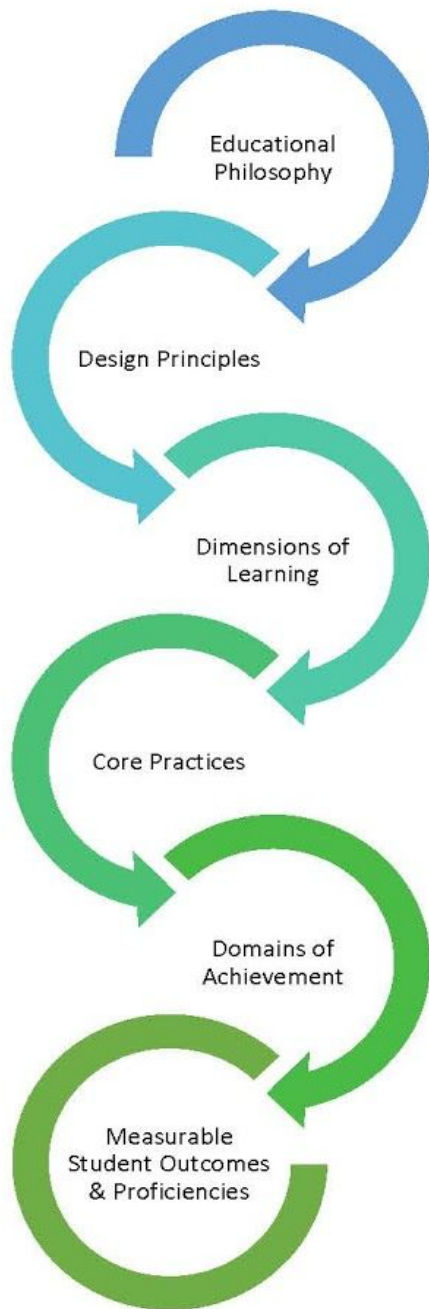 Educational
Philosophy
Design Principles
Dimensions of
Learning
Core Practices
Domains of
Achievement
Measurable
Student Outcomes
& Proficiencies